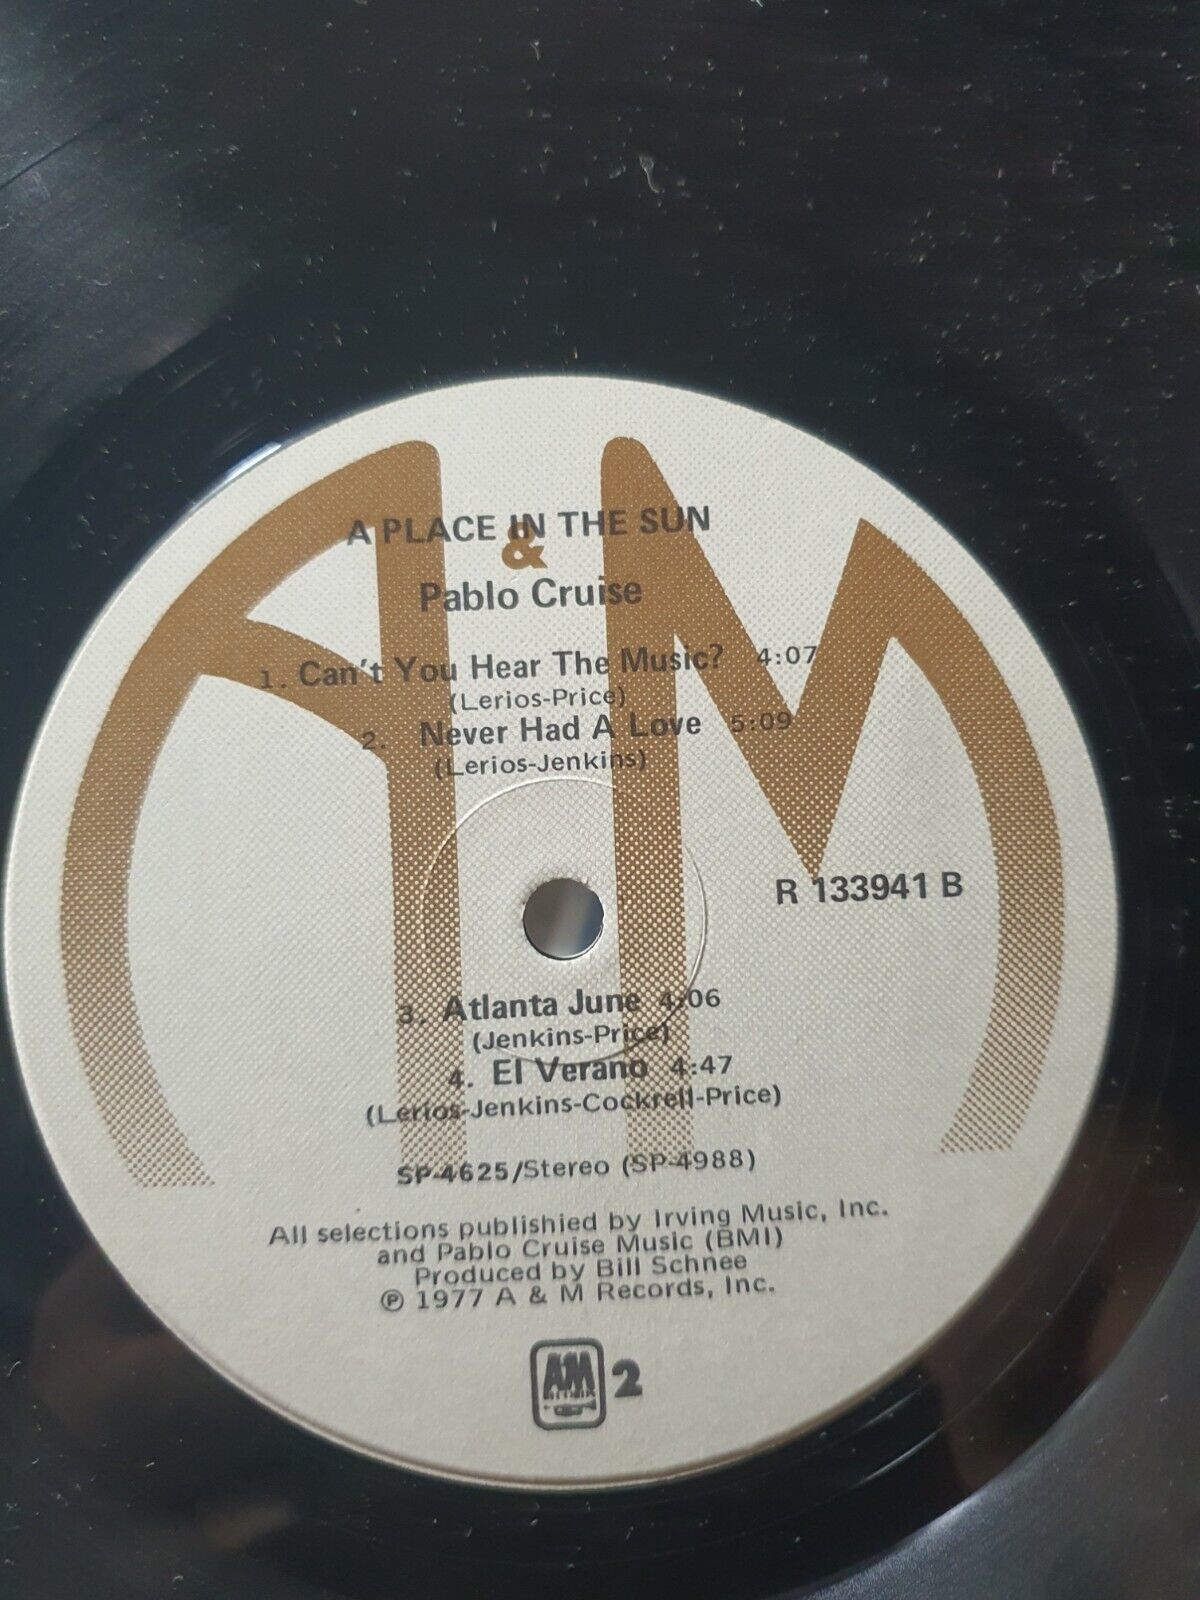 A PLACE IN THE SUN
&
Pablo Cruise
1. Can't You Hear The Music? 4:07
(Lerios-Price)
2. Never Had A Love 5:09
(Lerios-Jenkins)
R 133941 B
3. Atlanta June 4:06
(Jenkins-Price)
4. El Verano 4:47
(Lerios-Jenkins-Cockrell-Price)
SP-4625/Stereo (SP-4988)
All selections publishied by Irving Music, Inc.
and Pablo Cruise Music (BMI)
Produced by Bill Schnee
℗ 1977 A & M Records, Inc.
AM 2